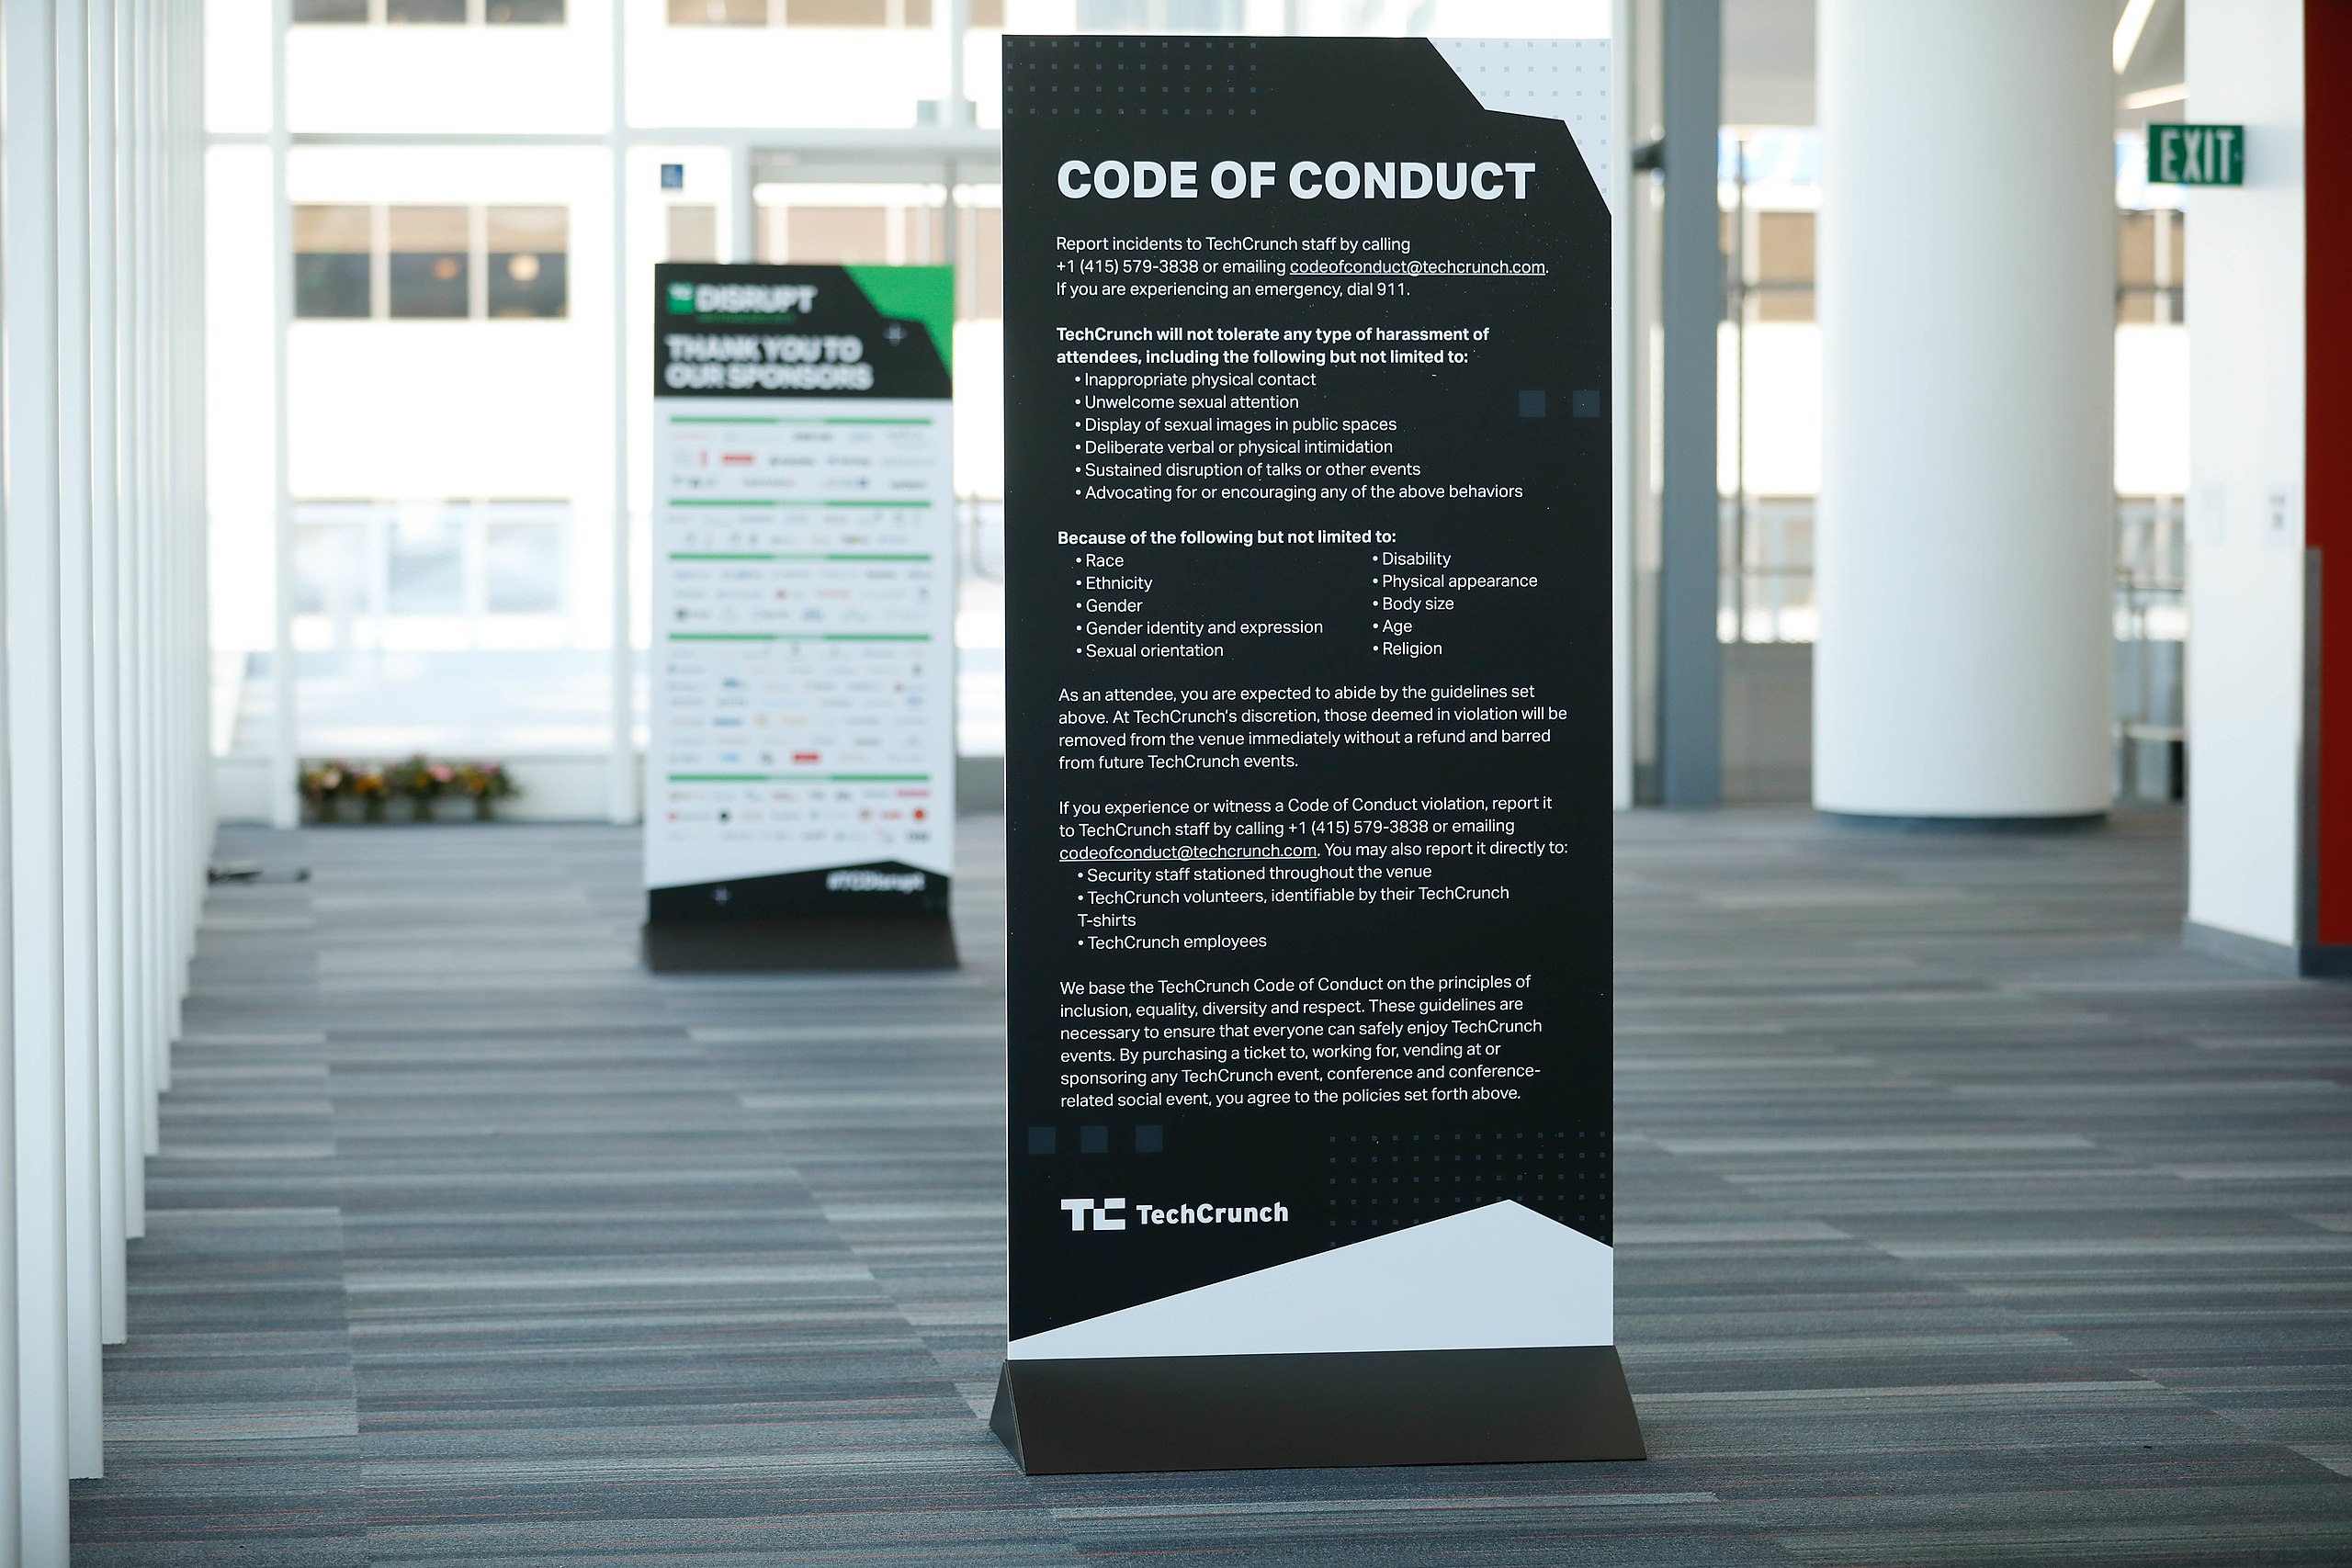 CODE OF CONDUCT
Report incidents to TechCrunch staff by calling
+1 (415) 579-3838 or emailing codeofconduct@techcrunch.com.
If you are experiencing an emergency, dial 911.
TechCrunch will not tolerate any type of harassment of
attendees, including the following but not limited to:
• Inappropriate physical contact
• Unwelcome sexual attention
• Display of sexual images in public spaces
• Deliberate verbal or physical intimidation
• Sustained disruption of talks or other events
• Advocating for or encouraging any of the above behaviors
Because of the following but not limited to:
• Race
• Ethnicity
• Gender
• Gender identity and expression
• Sexual orientation
• Disability
• Physical appearance
• Body size
• Age
• Religion
As an attendee, you are expected to abide by the guidelines set
above. At TechCrunch's discretion, those deemed in violation will be
removed from the venue immediately without a refund and barred
from future TechCrunch events.
If you experience or witness a Code of Conduct violation, report it
to TechCrunch staff by calling +1 (415) 579-3838 or emailing
codeofconduct@techcrunch.com. You may also report it directly to:
• Security staff stationed throughout the venue
• TechCrunch volunteers, identifiable by their TechCrunch
T-shirts
• TechCrunch employees
We base the TechCrunch Code of Conduct on the principles of
inclusion, equality, diversity and respect. These guidelines are
necessary to ensure that everyone can safely enjoy TechCrunch
events. By purchasing a ticket to, working for, vending at or
sponsoring any TechCrunch event, conference and conference-
related social event, you agree to the policies set forth above.
TC TechCrunch
DISRUPT
THANK YOU TO
OUR SPONSORS
#TCDisrupt
EXIT